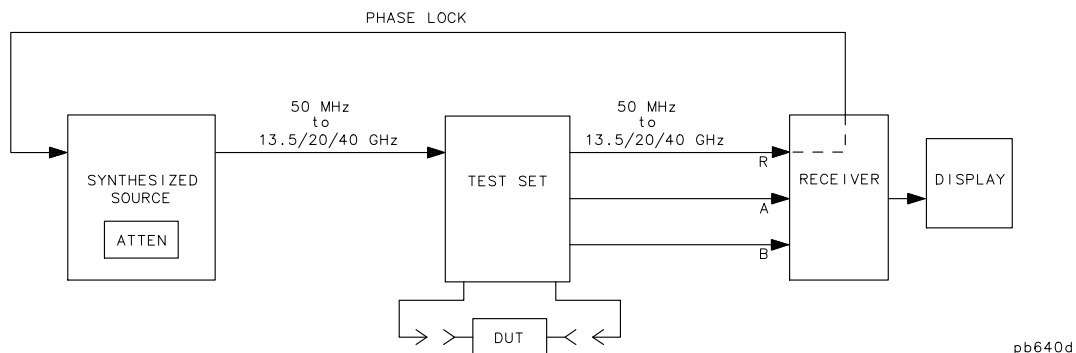 PHASE LOCK
50 MHz
to
13.5/20/40 GHz
50 MHz
to
13.5/20/40 GHz
SYNTHESIZED
SOURCE
ATTEN
TEST SET
R
A
B
RECEIVER
DISPLAY
DUT
pb640d